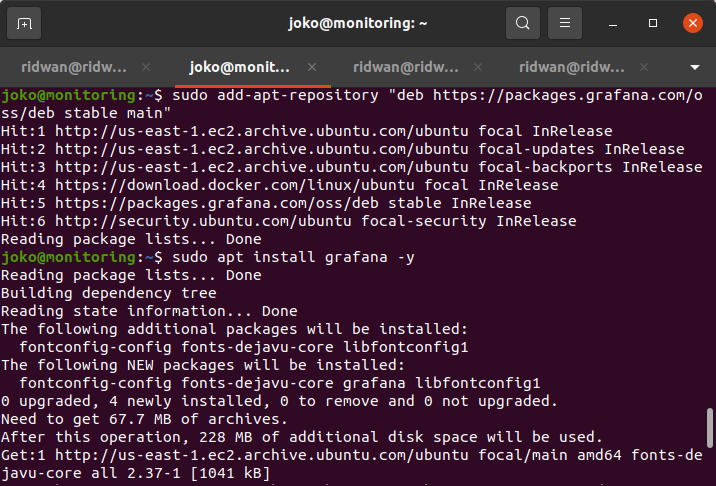 joko@monitoring: ~
ridwan@ridw...
joko@monit...
ridwan@ridw...
ridwan@ridw...
joko@monitoring:~$ sudo add-apt-repository "deb https://packages.grafana.com/o
ss/deb stable main"
Hit:1 http://us-east-1.ec2.archive.ubuntu.com/ubuntu focal InRelease
Hit:2 http://us-east-1.ec2.archive.ubuntu.com/ubuntu focal-updates InRelease
Hit:3 http://us-east-1.ec2.archive.ubuntu.com/ubuntu focal-backports InRelease
Hit:4 https://download.docker.com/linux/ubuntu focal InRelease
Hit:5 https://packages.grafana.com/oss/deb stable InRelease
Hit:6 http://security.ubuntu.com/ubuntu focal-security InRelease
Reading package lists... Done
joko@monitoring:~$ sudo apt install grafana -y
Reading package lists... Done
Building dependency tree
Reading state information... Done
The following additional packages will be installed:
  fontconfig-config fonts-dejavu-core libfontconfig1
The following NEW packages will be installed:
  fontconfig-config fonts-dejavu-core grafana libfontconfig1
0 upgraded, 4 newly installed, 0 to remove and 0 not upgraded.
Need to get 67.7 MB of archives.
After this operation, 228 MB of additional disk space will be used.
Get:1 http://us-east-1.ec2.archive.ubuntu.com/ubuntu focal/main amd64 fonts-de
javu-core all 2.37-1 [1041 kB]